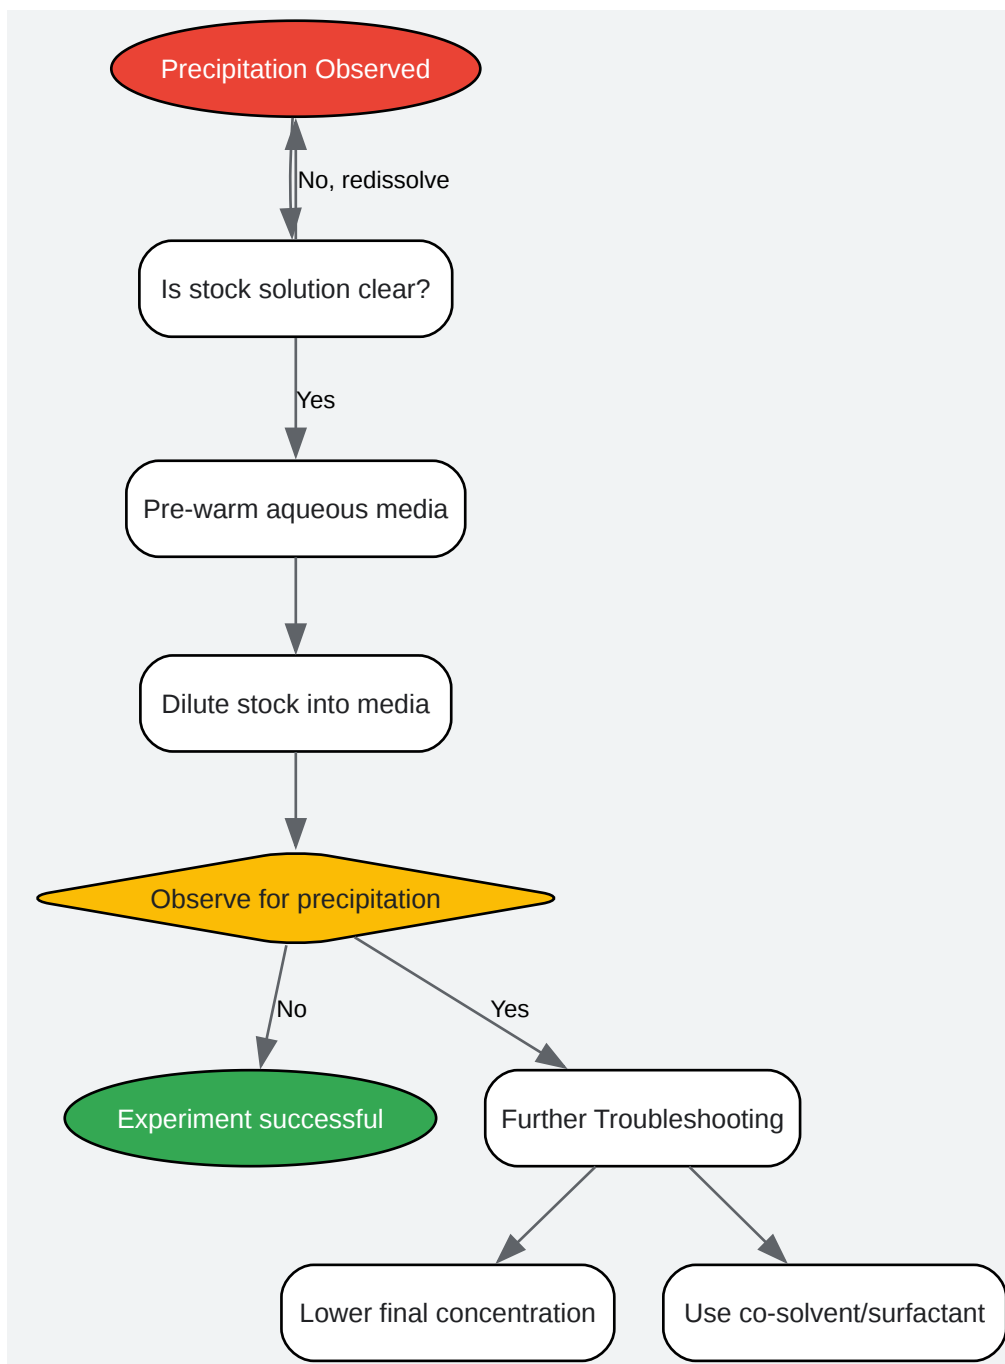 Precipitation Observed
No, redissolve
Is stock solution clear?
Yes
Pre-warm aqueous media
Dilute stock into media
Observe for precipitation
No
Yes
Experiment successful
Further Troubleshooting
Lower final concentration
Use co-solvent/surfactant